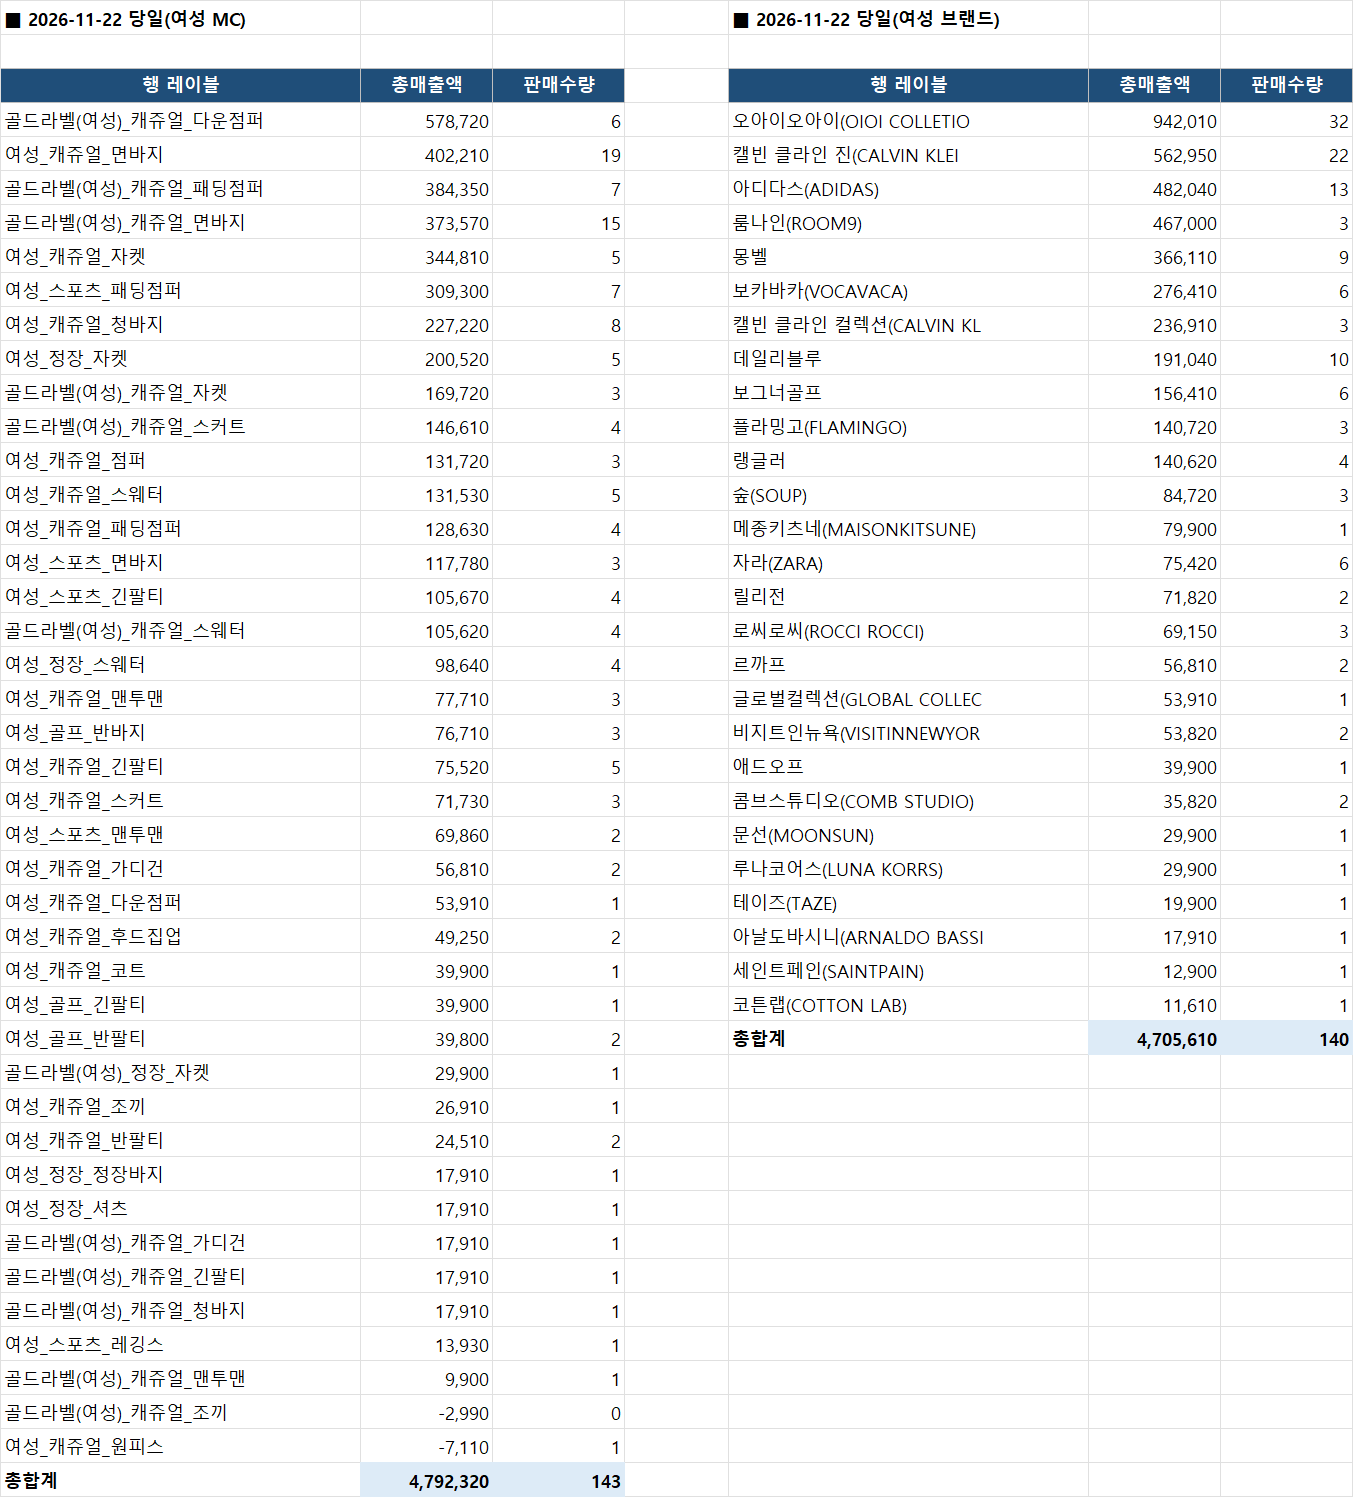 ■ 2026-11-22 당일(여성 MC)
행 레이블 총매출액 판매수량
골드라벨(여성)_캐쥬얼_다운점퍼 578,720 6
여성_캐쥬얼_면바지 402,210 19
골드라벨(여성)_캐쥬얼_패딩점퍼 384,350 7
골드라벨(여성)_캐쥬얼_면바지 373,570 15
여성_캐쥬얼_자켓 344,810 5
여성_스포츠_패딩점퍼 309,300 7
여성_캐쥬얼_청바지 227,220 8
여성_정장_자켓 200,520 5
골드라벨(여성)_캐쥬얼_자켓 169,720 3
골드라벨(여성)_캐쥬얼_스커트 146,610 4
여성_캐쥬얼_점퍼 131,720 3
여성_캐쥬얼_스웨터 131,530 5
여성_캐쥬얼_패딩점퍼 128,630 4
여성_스포츠_면바지 117,780 3
여성_스포츠_긴팔티 105,670 4
골드라벨(여성)_캐쥬얼_스웨터 105,620 4
여성_정장_스웨터 98,640 4
여성_캐쥬얼_맨투맨 77,710 3
여성_골프_반바지 76,710 3
여성_캐쥬얼_긴팔티 75,520 5
여성_캐쥬얼_스커트 71,730 3
여성_스포츠_맨투맨 69,860 2
여성_캐쥬얼_가디건 56,810 2
여성_캐쥬얼_다운점퍼 53,910 1
여성_캐쥬얼_후드집업 49,250 2
여성_캐쥬얼_코트 39,900 1
여성_골프_긴팔티 39,900 1
여성_골프_반팔티 39,800 2
골드라벨(여성)_정장_자켓 29,900 1
여성_캐쥬얼_조끼 26,910 1
여성_캐쥬얼_반팔티 24,510 2
여성_정장_정장바지 17,910 1
여성_정장_셔츠 17,910 1
골드라벨(여성)_캐쥬얼_가디건 17,910 1
골드라벨(여성)_캐쥬얼_긴팔티 17,910 1
골드라벨(여성)_캐쥬얼_청바지 17,910 1
여성_스포츠_레깅스 13,930 1
골드라벨(여성)_캐쥬얼_맨투맨 9,900 1
골드라벨(여성)_캐쥬얼_조끼 -2,990 0
여성_캐쥬얼_원피스 -7,110 1
총합계 4,792,320 143
■ 2026-11-22 당일(여성 브랜드)
행 레이블 총매출액 판매수량
오아이오아이(OIOI COLLETIO 942,010 32
캘빈 클라인 진(CALVIN KLEI 562,950 22
아디다스(ADIDAS) 482,040 13
룸나인(ROOM9) 467,000 3
몽벨 366,110 9
보카바카(VOCAVACA) 276,410 6
캘빈 클라인 컬렉션(CALVIN KL 236,910 3
데일리블루 191,040 10
보그너골프 156,410 6
플라밍고(FLAMINGO) 140,720 3
랭글러 140,620 4
숲(SOUP) 84,720 3
메종키츠네(MAISONKITSUNE) 79,900 1
자라(ZARA) 75,420 6
릴리전 71,820 2
로씨로씨(ROCCI ROCCI) 69,150 3
르까프 56,810 2
글로벌컬렉션(GLOBAL COLLEC 53,910 1
비지트인뉴욕(VISITINNEWYOR 53,820 2
애드오프 39,900 1
콤브스튜디오(COMB STUDIO) 35,820 2
문선(MOONSUN) 29,900 1
루나코어스(LUNA KORRS) 29,900 1
테이즈(TAZE) 19,900 1
아날도바시니(ARNALDO BASSI 17,910 1
세인트페인(SAINTPAIN) 12,900 1
코튼랩(COTTON LAB) 11,610 1
총합계 4,705,610 140